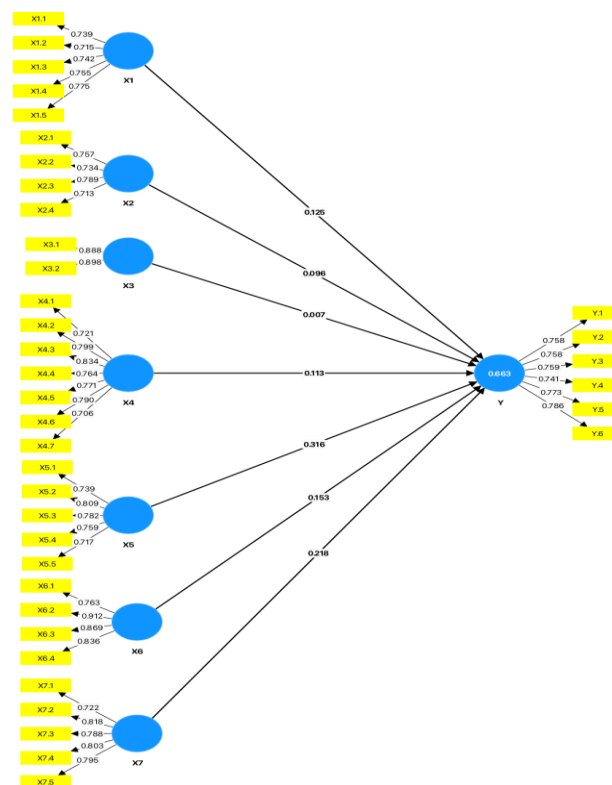 X1.1
0.739
X1.2
0.715
X1.3
0.742
X1.4
0.755
X1.5
0.775
X1
X2.1
0.757
X2.2
0.734
X2.3
0.789
X2.4
0.713
X2
X3.1
0.888
X3.2
0.898
X3
X4.1
0.721
X4.2
0.799
X4.3
0.834
X4.4
0.764
X4.5
0.771
X4.6
0.790
X4.7
0.706
X4
X5.1
0.739
X5.2
0.809
X5.3
0.782
X5.4
0.759
X5.5
0.717
X5
X6.1
0.763
X6.2
0.912
X6.3
0.869
X6.4
0.836
X6
X7.1
0.722
X7.2
0.818
X7.3
0.788
X7.4
0.803
X7.5
0.795
X7
0.125
0.096
0.007
0.113
0.316
0.153
0.218
0.663
Y
Y.1
0.758
Y.2
0.758
Y.3
0.759
Y.4
0.741
Y.5
0.773
Y.6
0.786